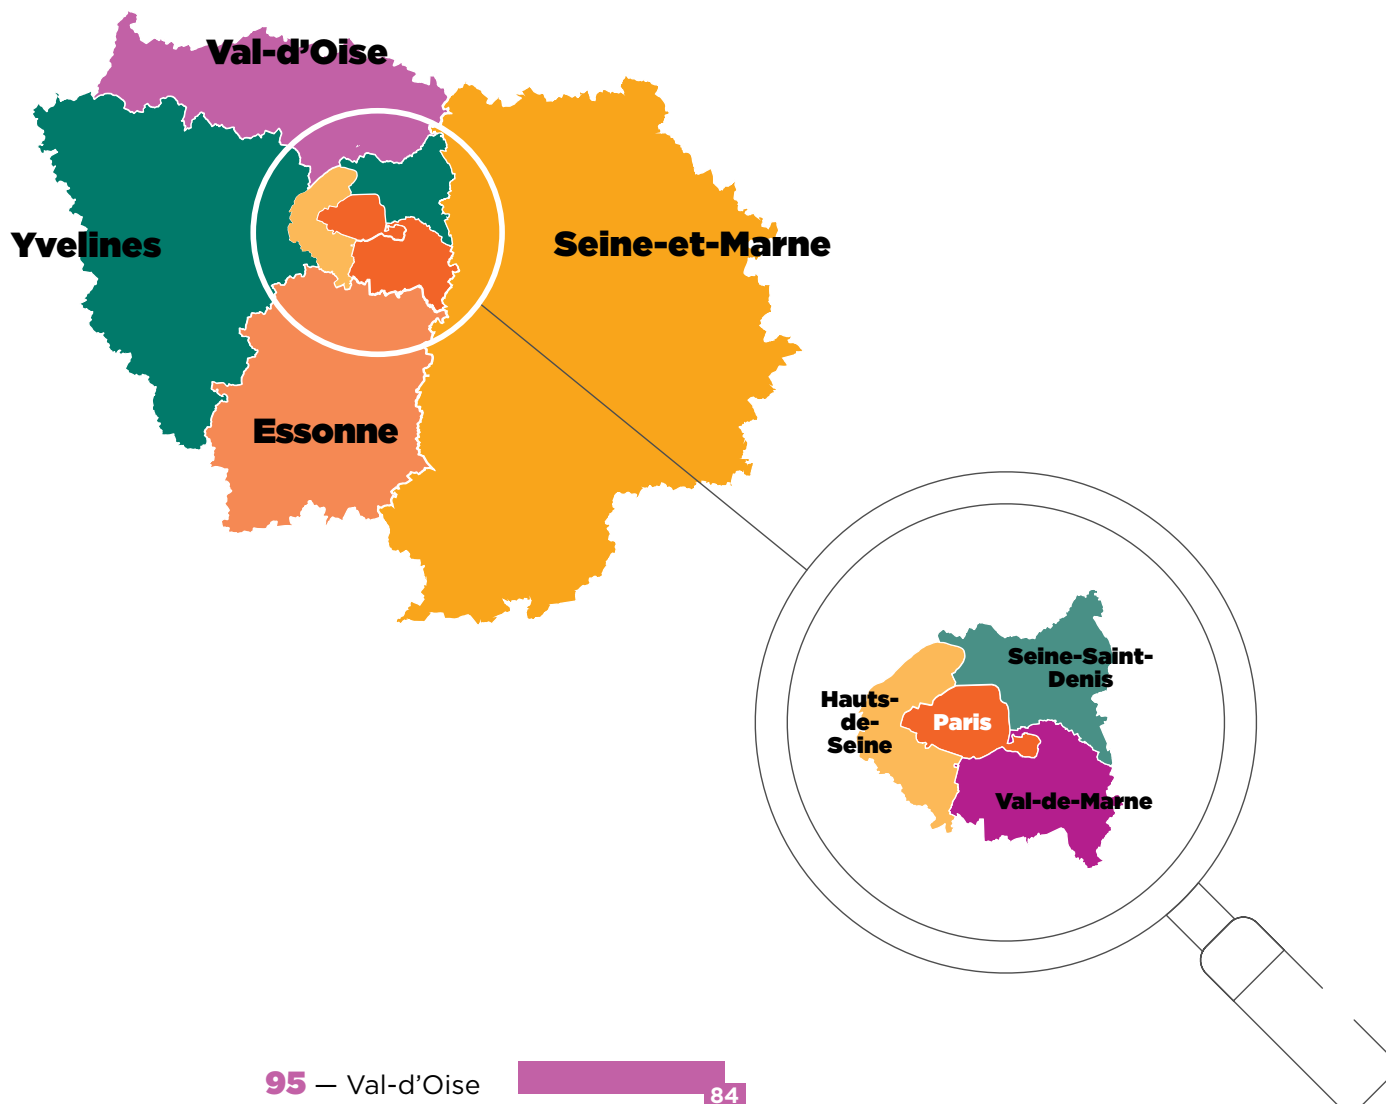 Val-d’Oise
Yvelines
Seine-et-Marne
Essonne
Seine-Saint-
Denis
Hauts-
de-
Seine
Paris
Val-de-Marne
95 — Val-d’Oise
84